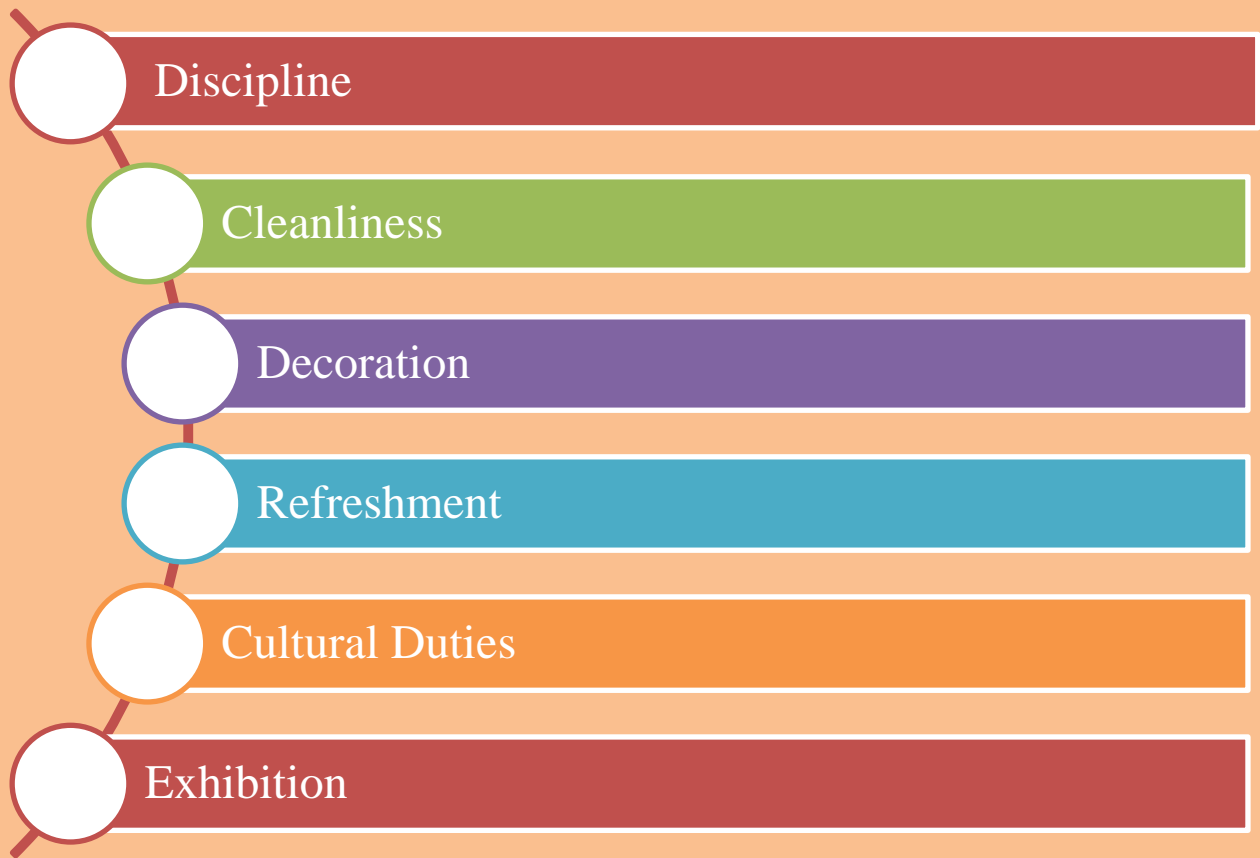 Discipline
Cleanliness
Decoration
Refreshment
Cultural Duties
Exhibition